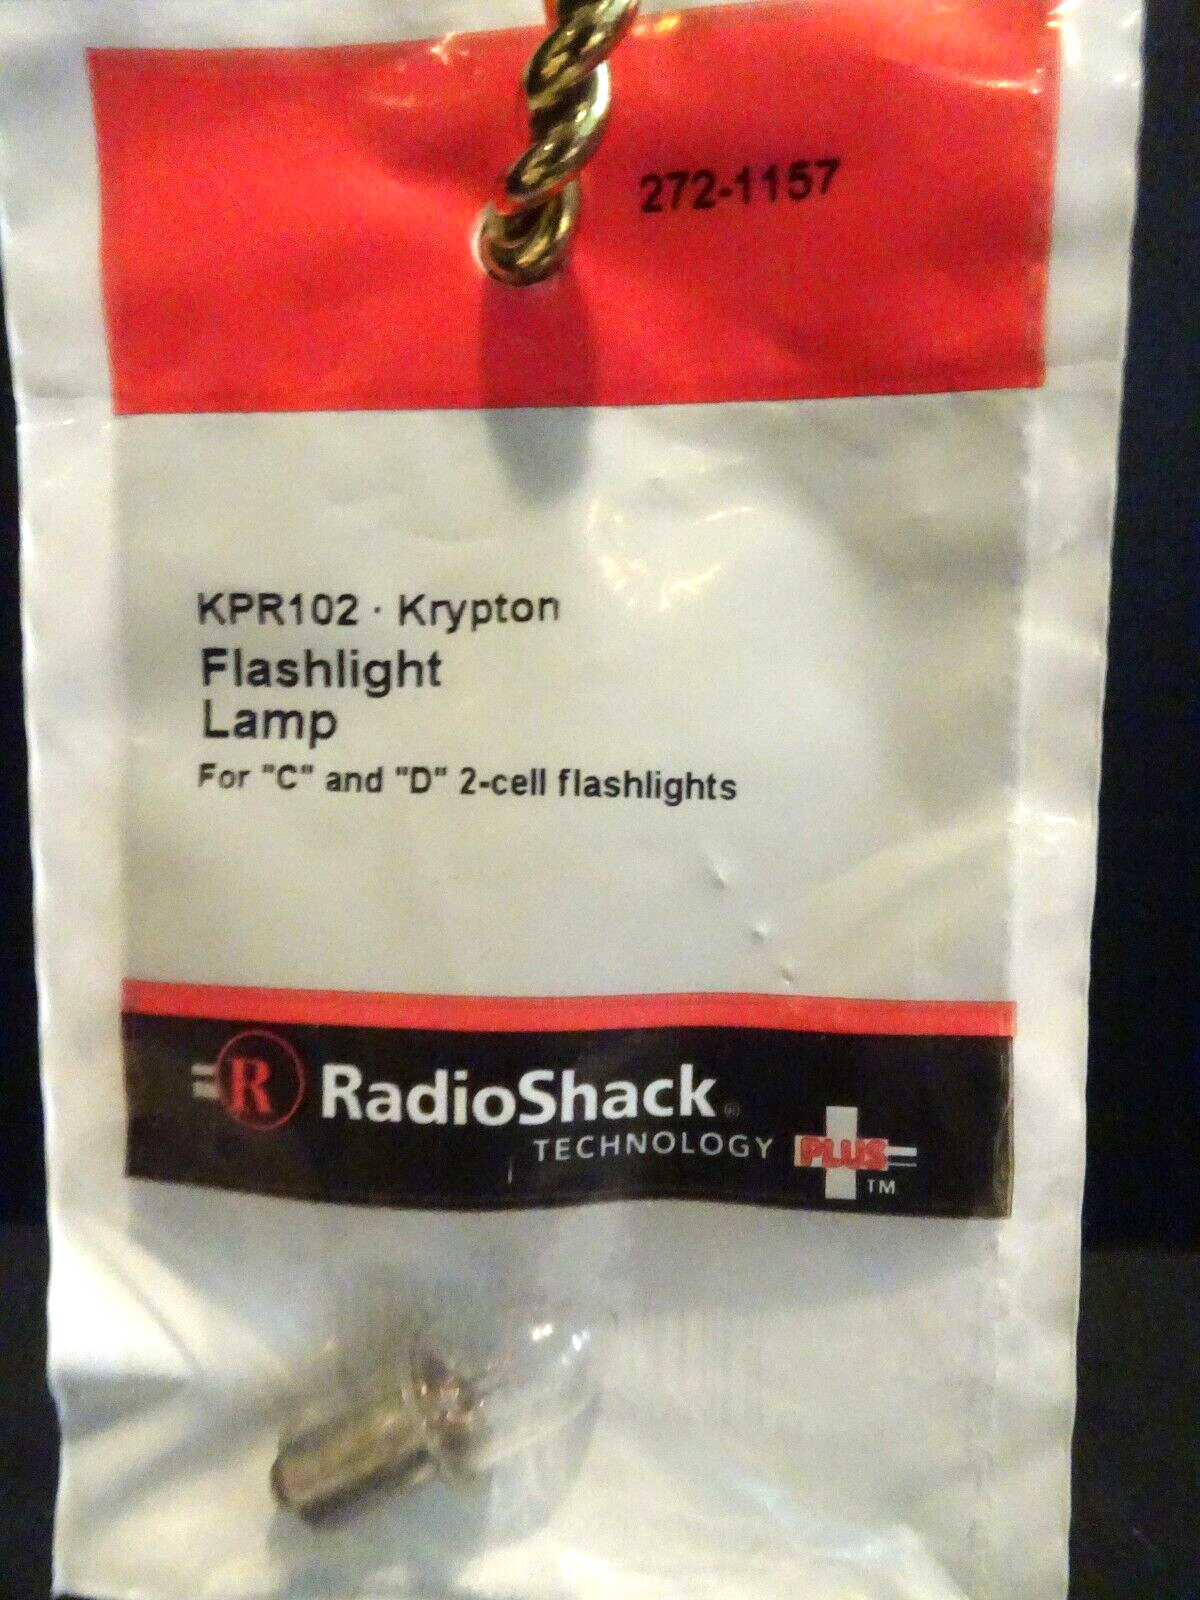 272-1157
KPR102 · Krypton
Flashlight
Lamp
For "C" and "D" 2-cell flashlights
R RadioShack®
TECHNOLOGY PLUS
TM